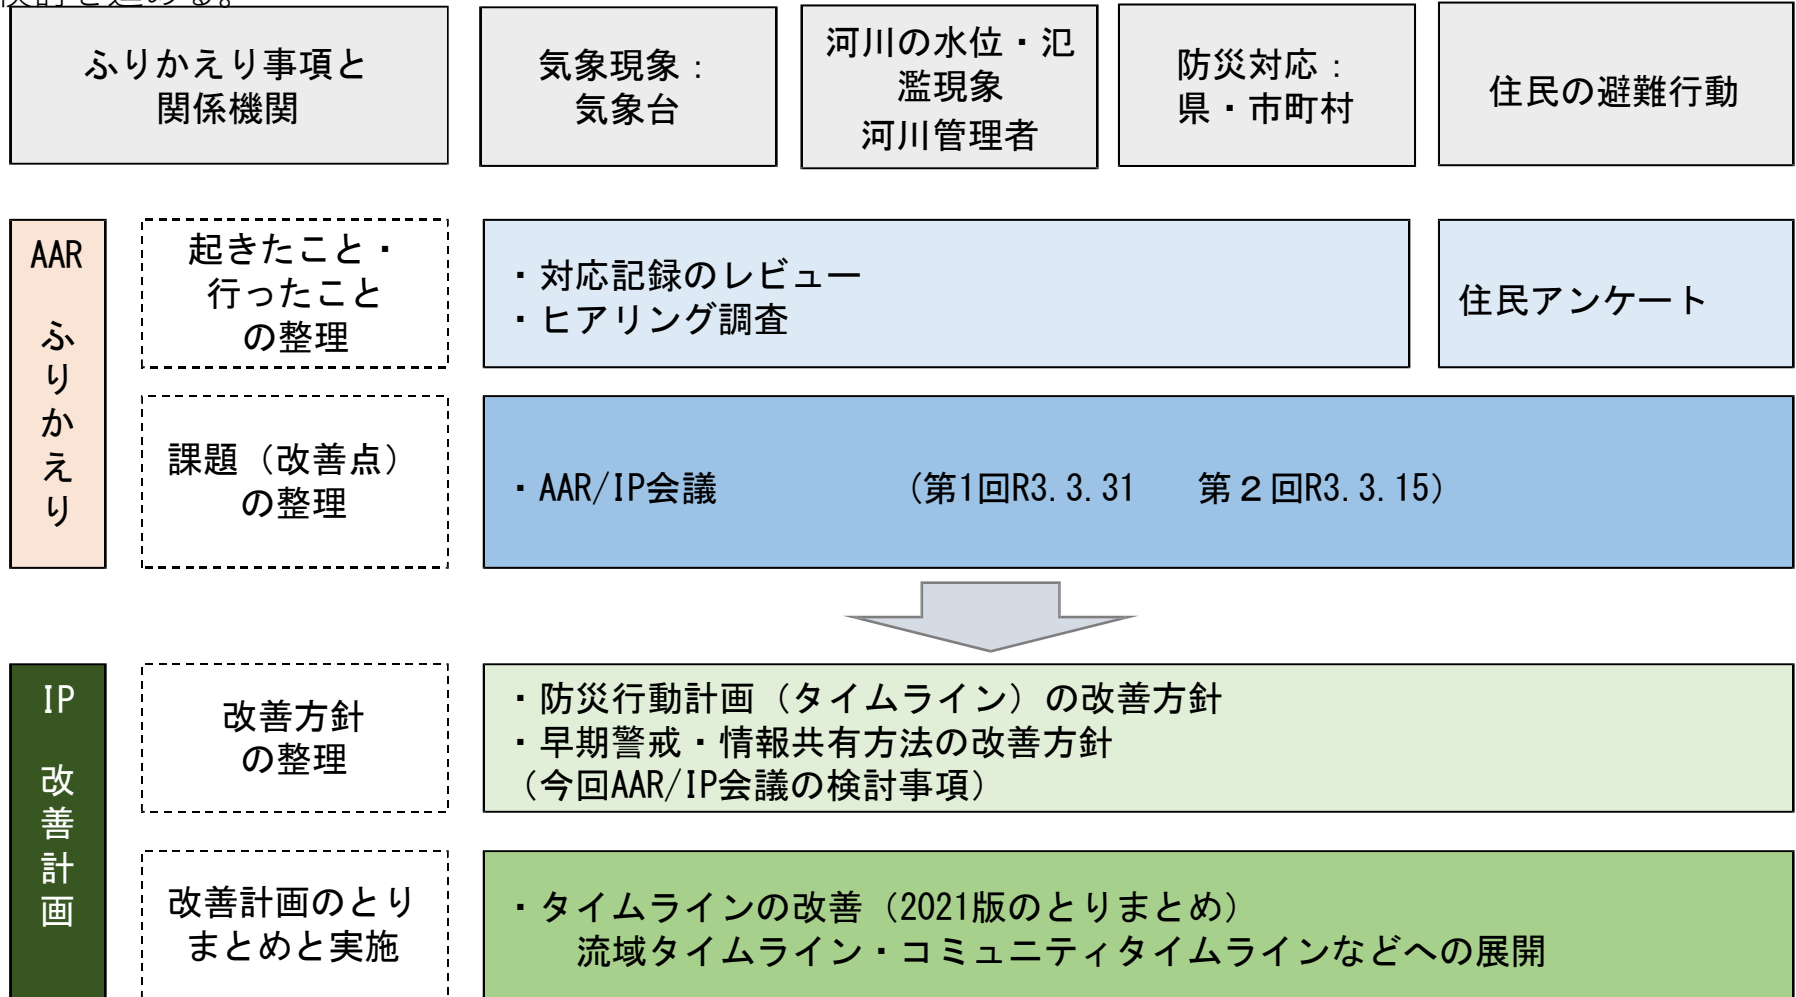 検討を進める。
ふりかえり事項と
関係機関
気象現象：
気象台
河川の水位・氾
濫現象
河川管理者
防災対応：
県・市町村
住民の避難行動
AAR
ふ
り
か
え
り
起きたこと・
行ったこと
の整理
・対応記録のレビュー
・ヒアリング調査
住民アンケート
課題（改善点）
の整理
・AAR/IP会議 （第1回R3.3.31 第２回R3.3.15）
IP
改
善
計
画
改善方針
の整理
・防災行動計画（タイムライン）の改善方針
・早期警戒・情報共有方法の改善方針
（今回AAR/IP会議の検討事項）
改善計画のとり
まとめと実施
・タイムラインの改善（2021版のとりまとめ）
流域タイムライン・コミュニティタイムラインなどへの展開